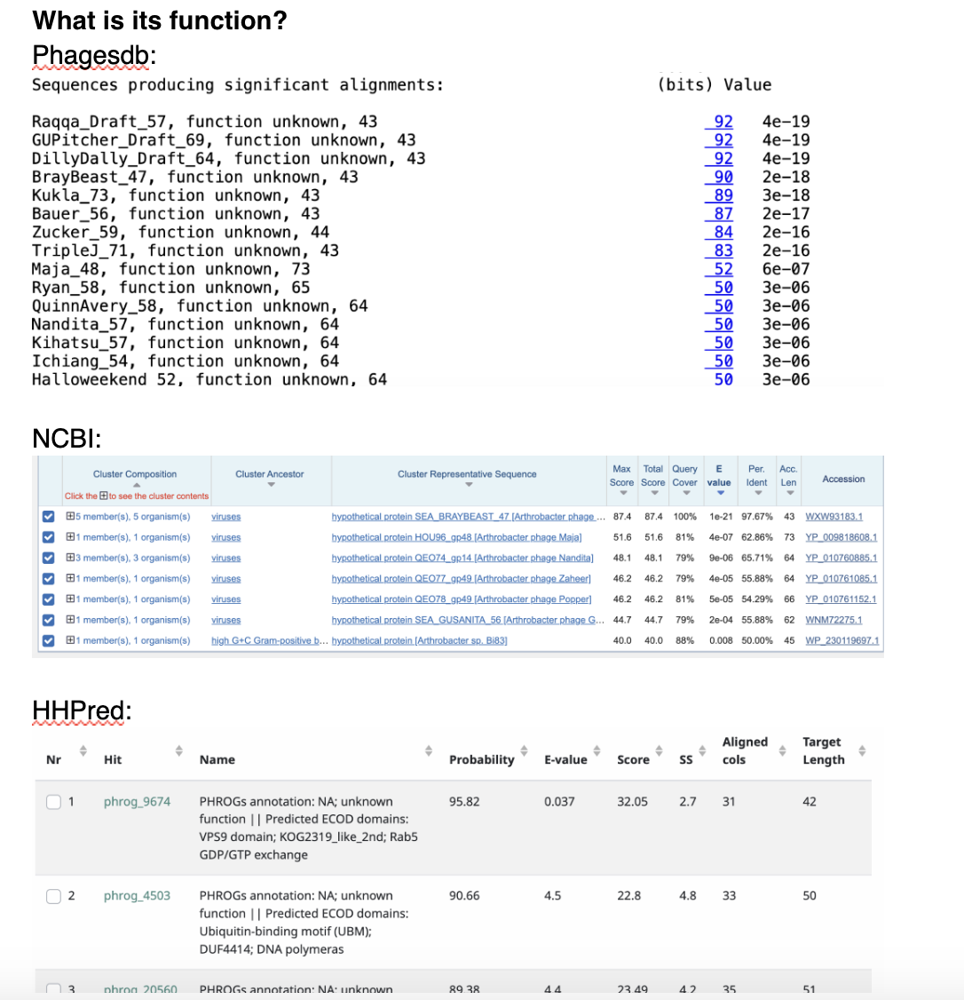 What is its function?
Phagesdb:
Sequences producing significant alignments: (bits) Value
Raqqa_Draft_57, function unknown, 43 92 4e-19
GUPitcher_Draft_69, function unknown, 43 92 4e-19
DillyDally_Draft_64, function unknown, 43 92 4e-19
BrayBeast_47, function unknown, 43 90 2e-18
Kukla_73, function unknown, 43 89 3e-18
Bauer_56, function unknown, 43 87 2e-17
Zucker_59, function unknown, 44 84 2e-16
TripleJ_71, function unknown, 43 83 2e-16
Maja_48, function unknown, 73 52 6e-07
Ryan_58, function unknown, 65 50 3e-06
QuinnAvery_58, function unknown, 64 50 3e-06
Nandita_57, function unknown, 64 50 3e-06
Kihatsu_57, function unknown, 64 50 3e-06
Ichiang_54, function unknown, 64 50 3e-06
Halloweekend 52, function unknown, 64 50 3e-06
NCBI:
Cluster Composition Cluster Ancestor Cluster Representative Sequence Max Score Total Score Query Cover E value Per. Ident Acc. Len Accession
Click the to see the cluster contents
5 member(s), 5 organism(s) viruses hypothetical protein SEA_BRAYBEAST_47 [Arthrobacter phage ... 87.4 87.4 100% 1e-21 97.67% 43 WXW93183.1
1 member(s), 1 organism(s) viruses hypothetical protein HOU96_gp48 [Arthrobacter phage Maja] 51.6 51.6 81% 4e-07 62.86% 73 YP_009818608.1
3 member(s), 3 organism(s) viruses hypothetical protein QEO74_gp14 [Arthrobacter phage Nandita] 48.1 48.1 79% 9e-06 65.71% 64 YP_010760885.1
1 member(s), 1 organism(s) viruses hypothetical protein QEO77_gp49 [Arthrobacter phage Zaheer] 46.2 46.2 79% 4e-05 55.88% 64 YP_010761085.1
1 member(s), 1 organism(s) viruses hypothetical protein QEO78_gp49 [Arthrobacter phage Popper] 46.2 46.2 81% 5e-05 54.29% 66 YP_010761152.1
1 member(s), 1 organism(s) viruses hypothetical protein SEA_GUSANITA_56 [Arthrobacter phage G... 44.7 44.7 79% 2e-04 55.88% 62 WNM72275.1
1 member(s), 1 organism(s) high G+C Gram-positive b... hypothetical protein [Arthrobacter sp. Bi83] 40.0 40.0 88% 0.008 50.00% 45 WP_230119697.1
HHPred:
Nr Hit Name Probability E-value Score SS Aligned cols Target Length
1 phrog_9674 PHROGs annotation: NA; unknown 95.82 0.037 32.05 2.7 31 42
function || Predicted ECOD domains:
VPS9 domain; KOG2319_like_2nd; Rab5
GDP/GTP exchange
2 phrog_4503 PHROGs annotation: NA; unknown 90.66 4.5 22.8 4.8 33 50
function || Predicted ECOD domains:
Ubiquitin-binding motif (UBM);
DUF4414; DNA polymeras
3 phrog_20560 PHROGs annotation: NA; unknown 89.38 4.4 23.49 4.2 35 51